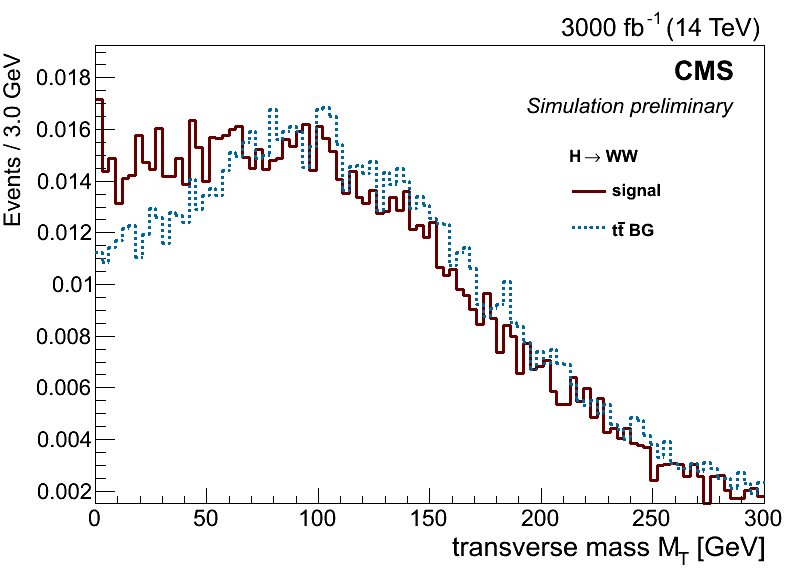 3000 fb-1 (14 TeV)
CMS
Simulation preliminary
H → WW
signal
tt̄ BG
Events / 3.0 GeV
0.018
0.016
0.014
0.012
0.01
0.008
0.006
0.004
0.002
0 50 100 150 200 250 300
transverse mass MT [GeV]